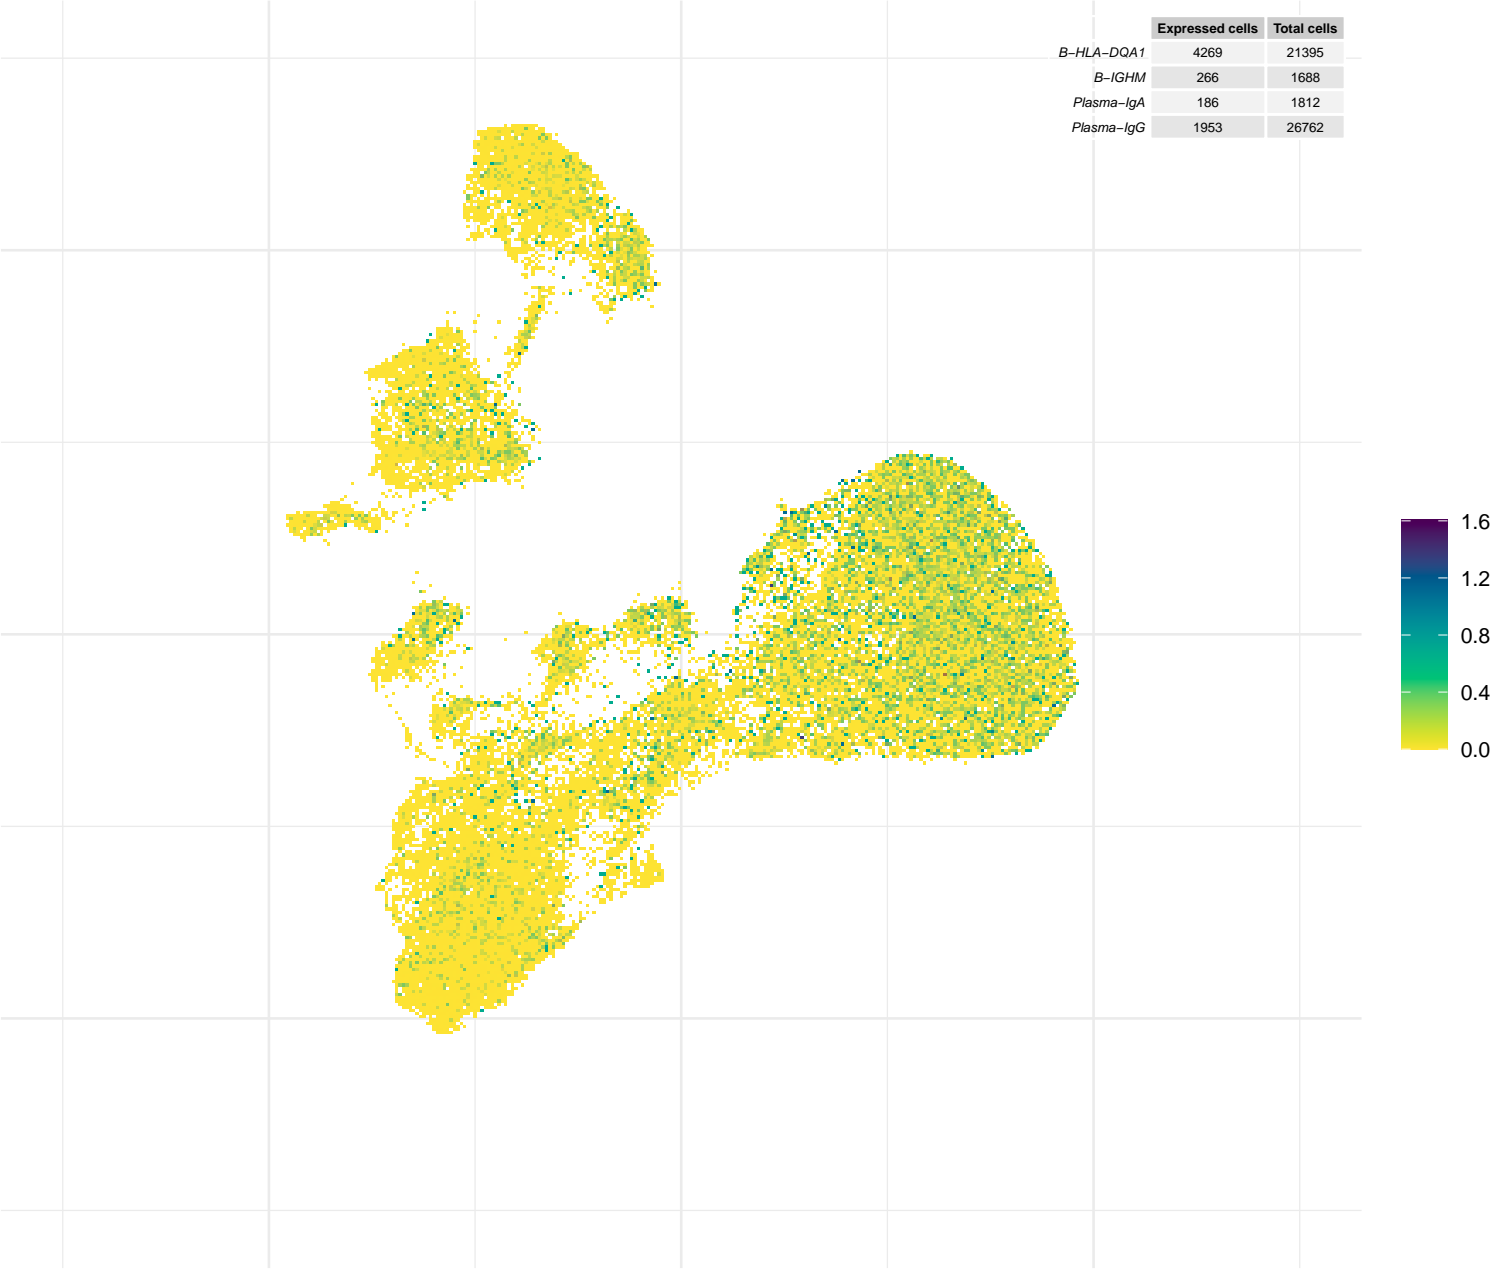 Expressed cells Total cells
B−HLA−DQA1 4269 21395
B−IGHM 266 1688
Plasma−IgA 186 1812
Plasma−IgG 1953 26762
1.6
1.2
0.8
0.4
0.0